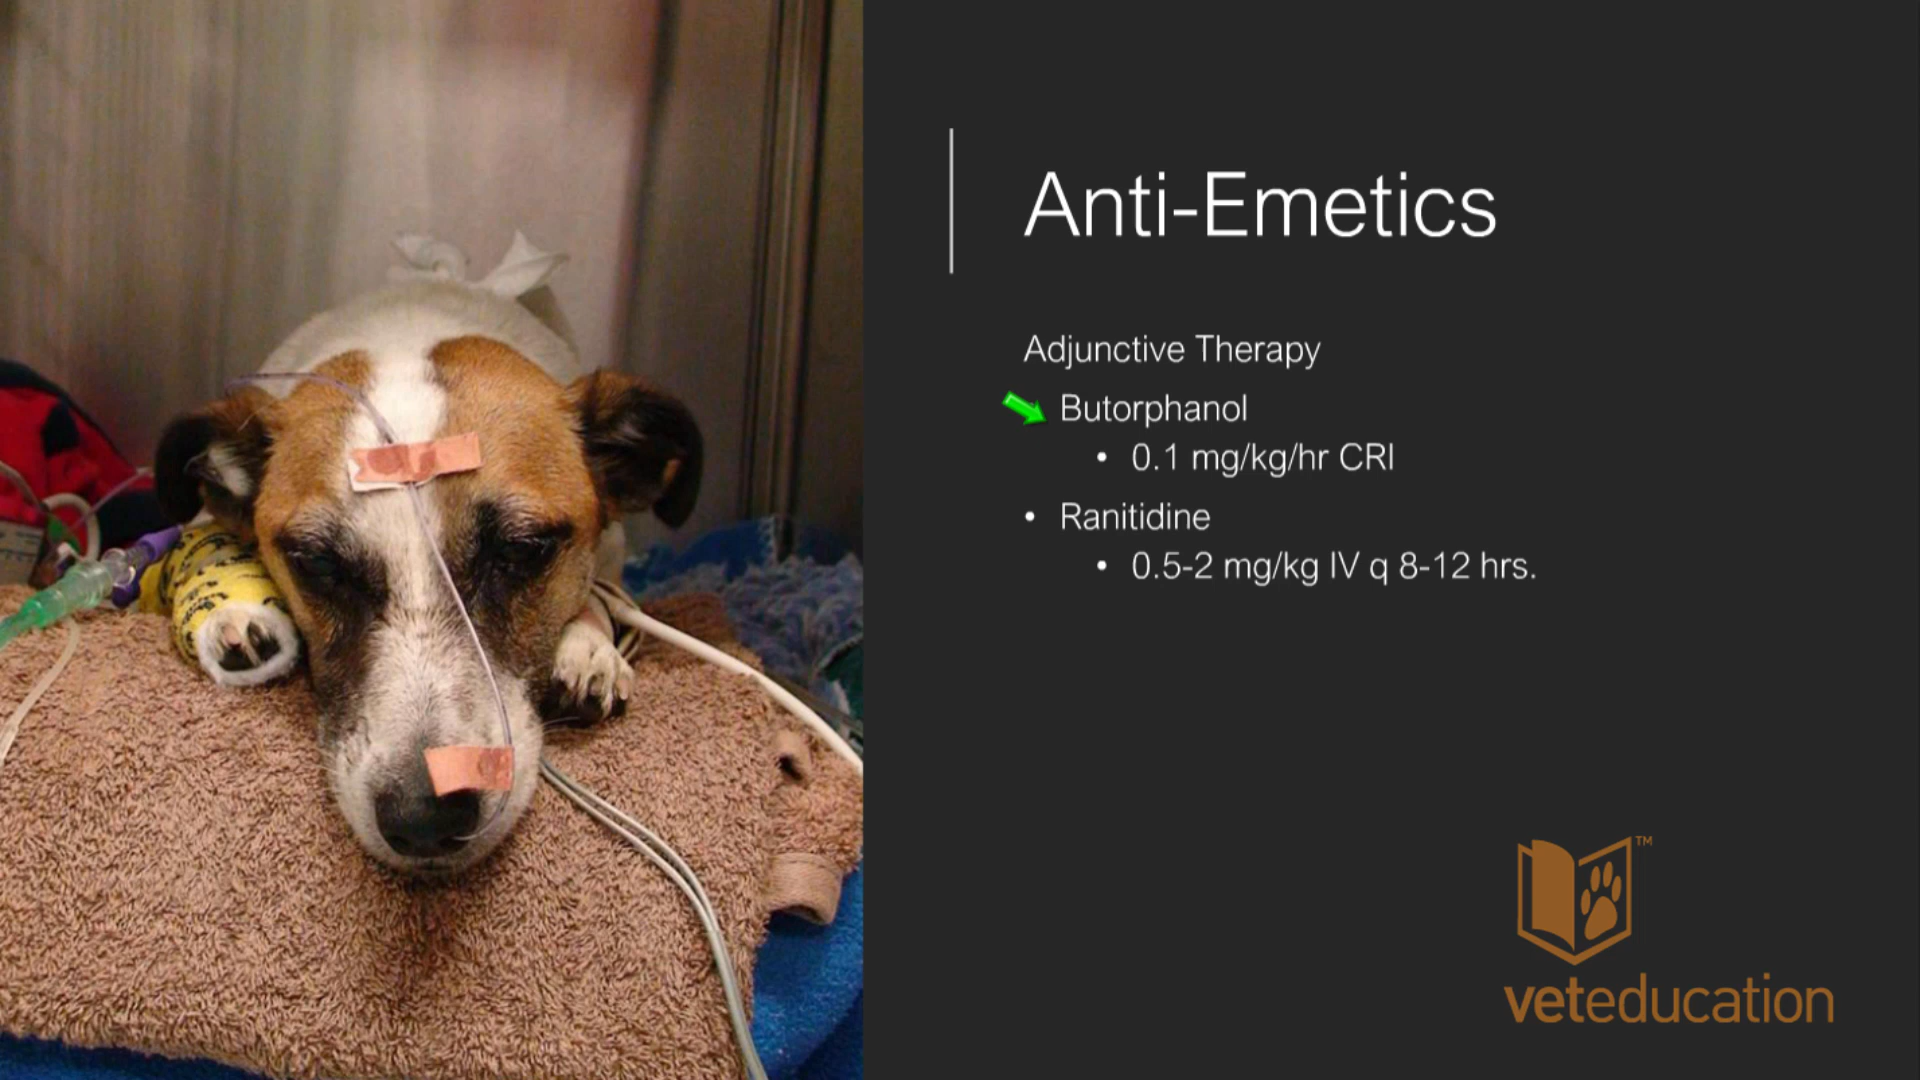 Anti-Emetics
Adjunctive Therapy
Butorphanol
• 0.1 mg/kg/hr CRI
• Ranitidine
• 0.5-2 mg/kg IV q 8-12 hrs.
TM
veteducation